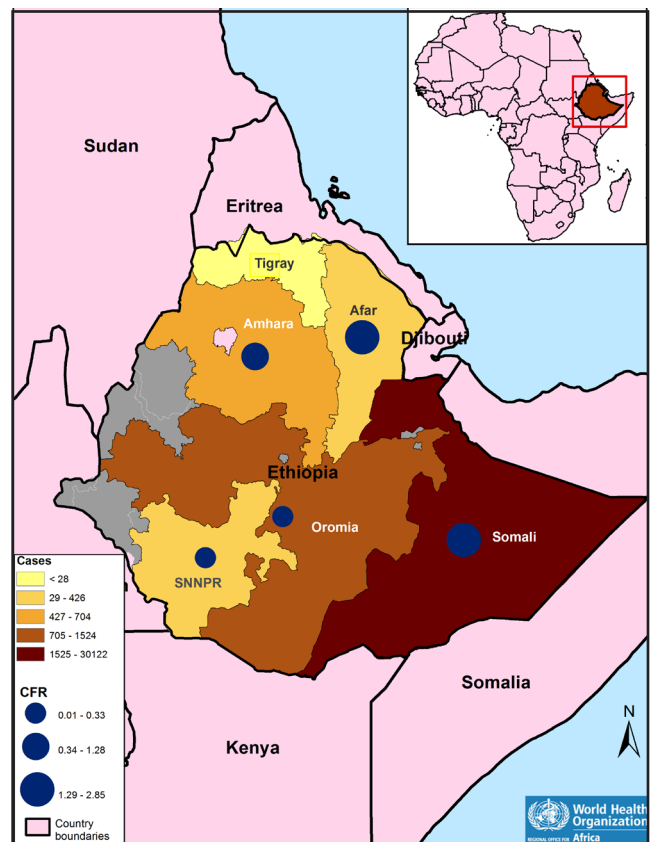 Sudan
Eritrea
Tigray
Afar
Amhara
Djibouti
Ethiopia
Oromia
Somali
SNNPR
Cases
< 28
29 - 426
427 - 704
705 - 1524
1525 - 30122
CFR
0.01 - 0.33
0.34 - 1.28
1.29 - 2.85
Country
boundaries
Somalia
Kenya
N
World Health
Organization
REGIONAL OFFICE FOR Africa